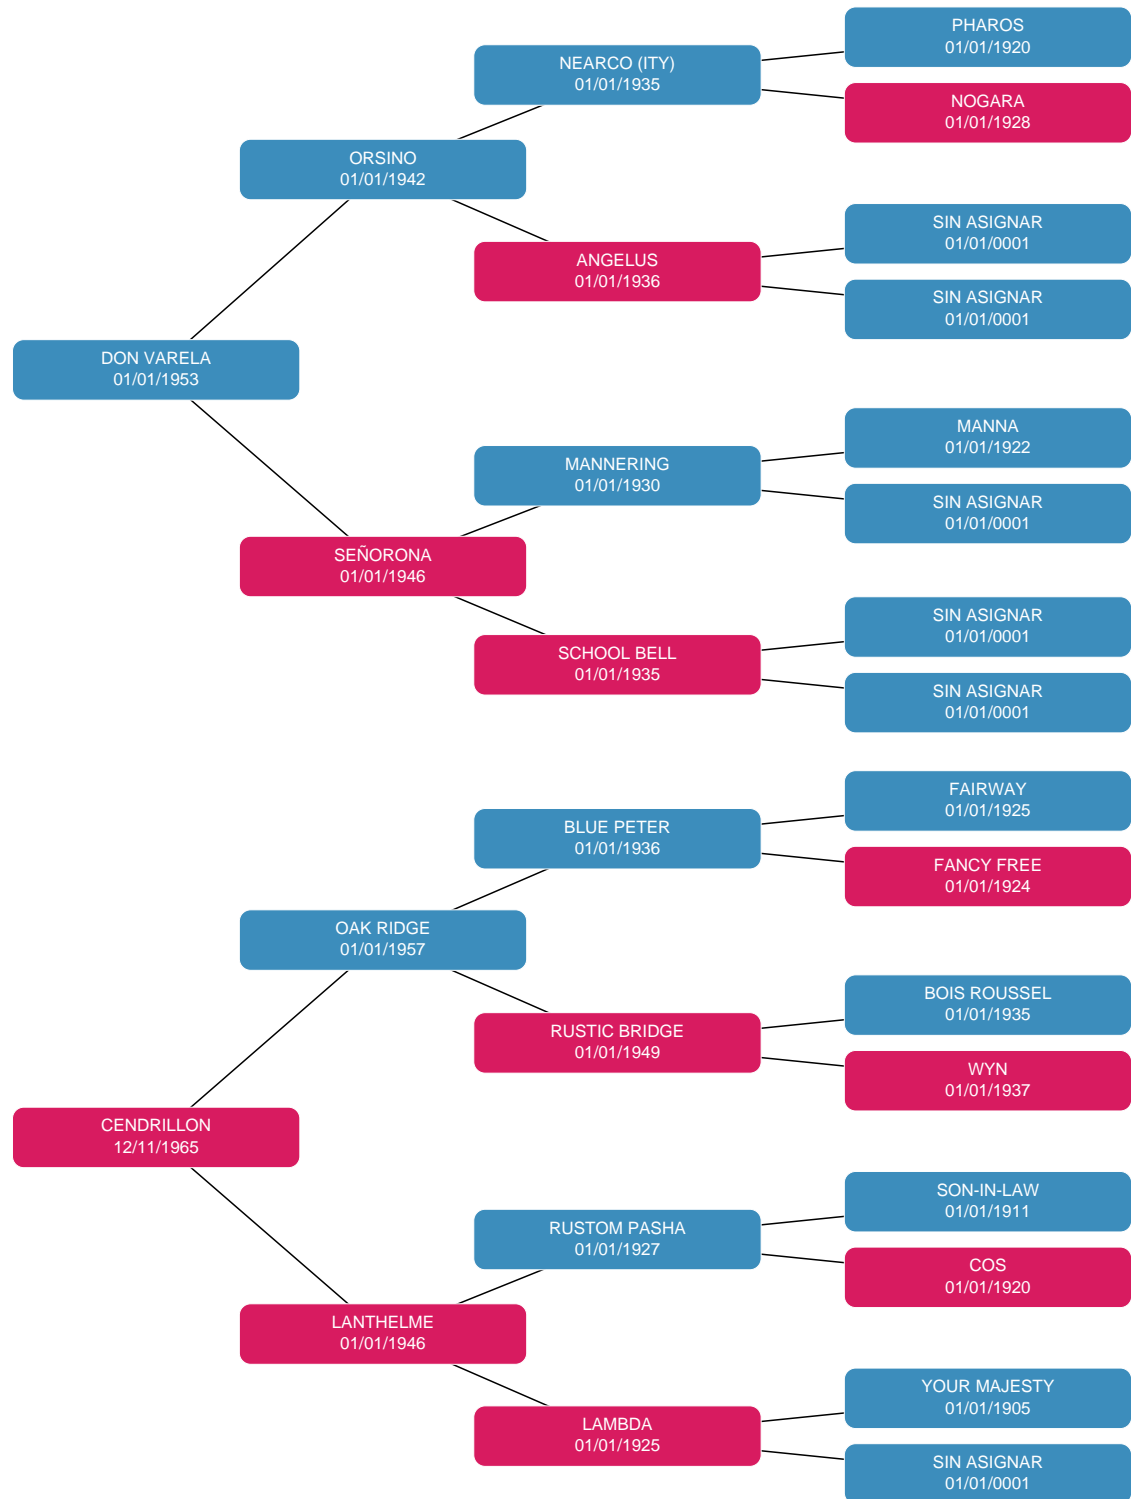 PHAROS
01/01/1920
NEARCO (ITY)
01/01/1935
NOGARA
01/01/1928
ORSINO
01/01/1942
SIN ASIGNAR
01/01/0001
ANGELUS
01/01/1936
SIN ASIGNAR
01/01/0001
DON VARELA
01/01/1953
MANNA
01/01/1922
MANNERING
01/01/1930
SIN ASIGNAR
01/01/0001
SEÑORONA
01/01/1946
SIN ASIGNAR
01/01/0001
SCHOOL BELL
01/01/1935
SIN ASIGNAR
01/01/0001
FAIRWAY
01/01/1925
BLUE PETER
01/01/1936
FANCY FREE
01/01/1924
OAK RIDGE
01/01/1957
BOIS ROUSSEL
01/01/1935
RUSTIC BRIDGE
01/01/1949
WYN
01/01/1937
CENDRILLON
12/11/1965
SON-IN-LAW
01/01/1911
RUSTOM PASHA
01/01/1927
COS
01/01/1920
LANTHELME
01/01/1946
YOUR MAJESTY
01/01/1905
LAMBDA
01/01/1925
SIN ASIGNAR
01/01/0001